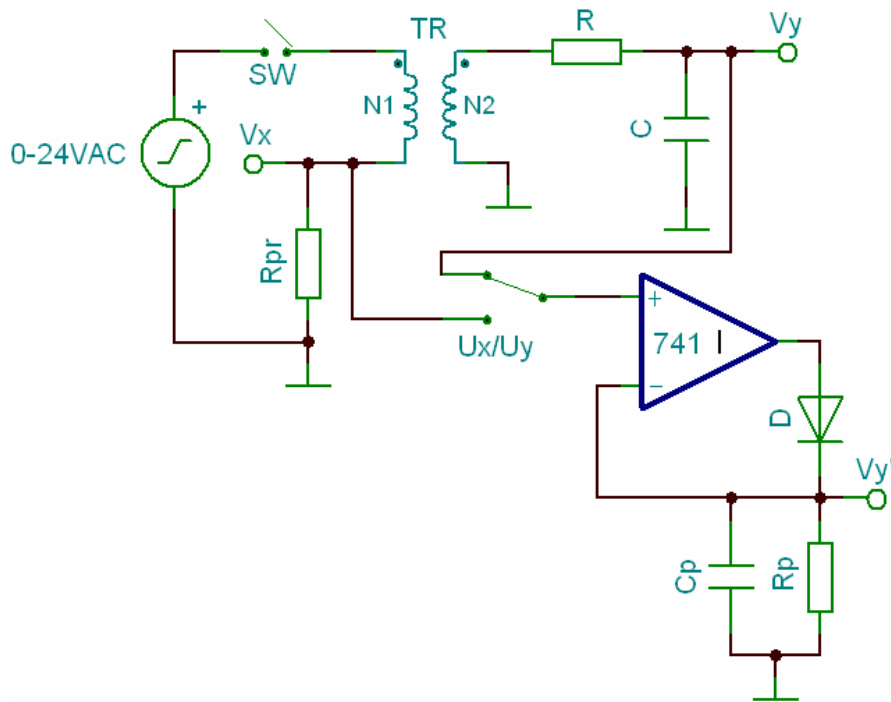 TR
R
Vy
SW
+
N1
N2
C
Vx
0-24VAC
Rpr
Ux/Uy
+
741
I
−
D
Vy'
Cp
Rp